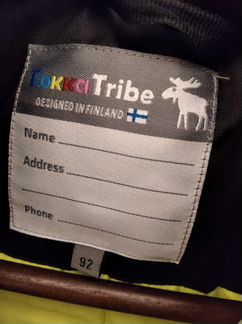 TokkaTribe
DESIGNED IN FINLAND
Name
Address
Phone
92